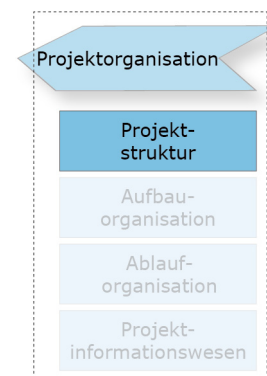 Projektorganisation
Projekt-
struktur
Aufbau-
organisation
Ablauf-
organisation
Projekt-
informationswesen